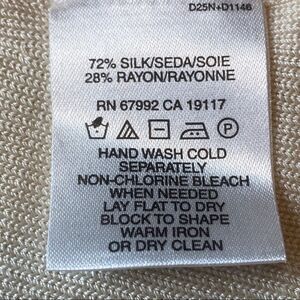 D25N+D1146
72% SILK/SEDA/SOIE
28% RAYON/RAYONNE
RN 67992 CA 19117
P
HAND WASH COLD
SEPARATELY
NON-CHLORINE BLEACH
WHEN NEEDED
LAY FLAT TO DRY
BLOCK TO SHAPE
WARM IRON
OR DRY CLEAN